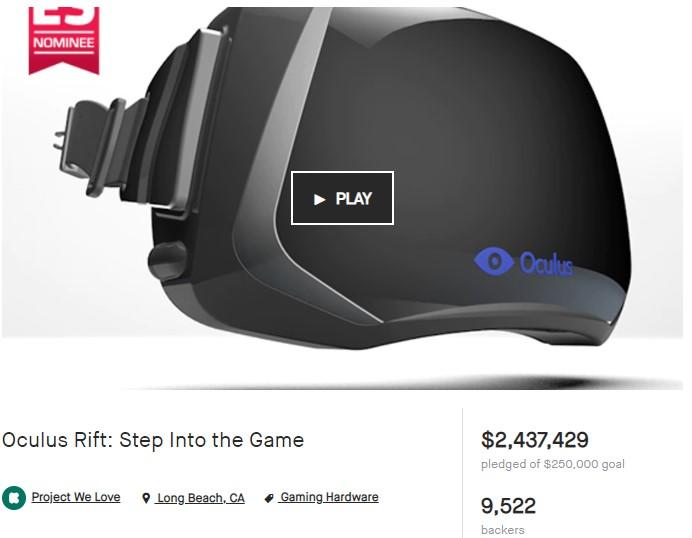 NOMINEE
PLAY
Oculus
Oculus Rift: Step Into the Game
$2,437,429
pledged of $250,000 goal
Project We Love
Long Beach, CA
Gaming Hardware
9,522
backers